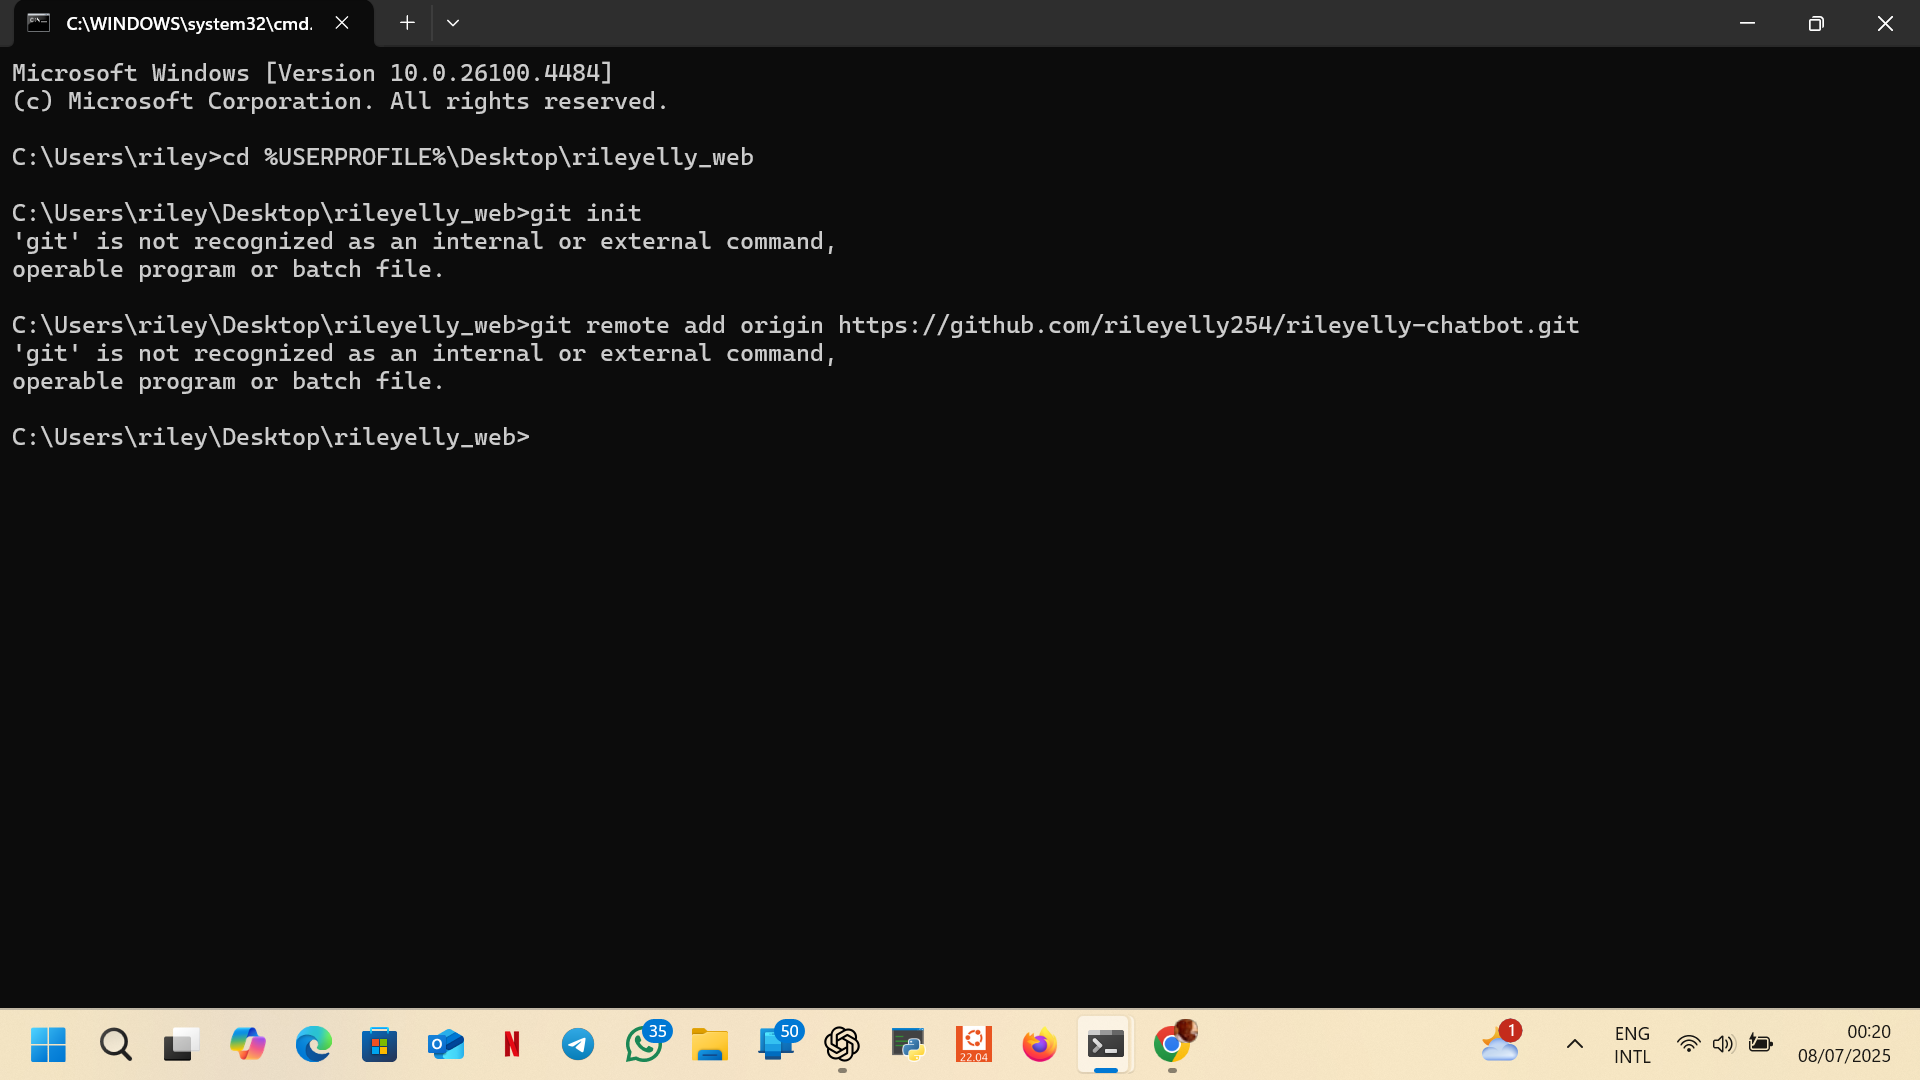 C:\WINDOWS\system32\cmd.
Microsoft Windows [Version 10.0.26100.4484]
(c) Microsoft Corporation. All rights reserved.
C:\Users\riley>cd %USERPROFILE%\Desktop\rileyelly_web
C:\Users\riley\Desktop\rileyelly_web>git init
'git' is not recognized as an internal or external command,
operable program or batch file.
C:\Users\riley\Desktop\rileyelly_web>git remote add origin https://github.com/rileyelly254/rileyelly-chatbot.git
'git' is not recognized as an internal or external command,
operable program or batch file.
C:\Users\riley\Desktop\rileyelly_web>
35
50
22.04
1
ENG
INTL
00:20
08/07/2025